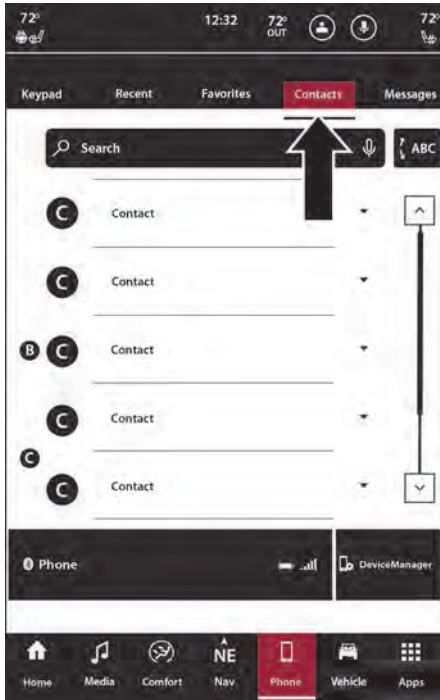 72° 12:32 72° OUT 72°
Keypad Recent Favorites Contacts Messages
Search ABC
C Contact
C Contact
B C Contact
C Contact
C
C Contact
Phone DeviceManager
NE
Home Media Comfort Nav Phone Vehicle Apps